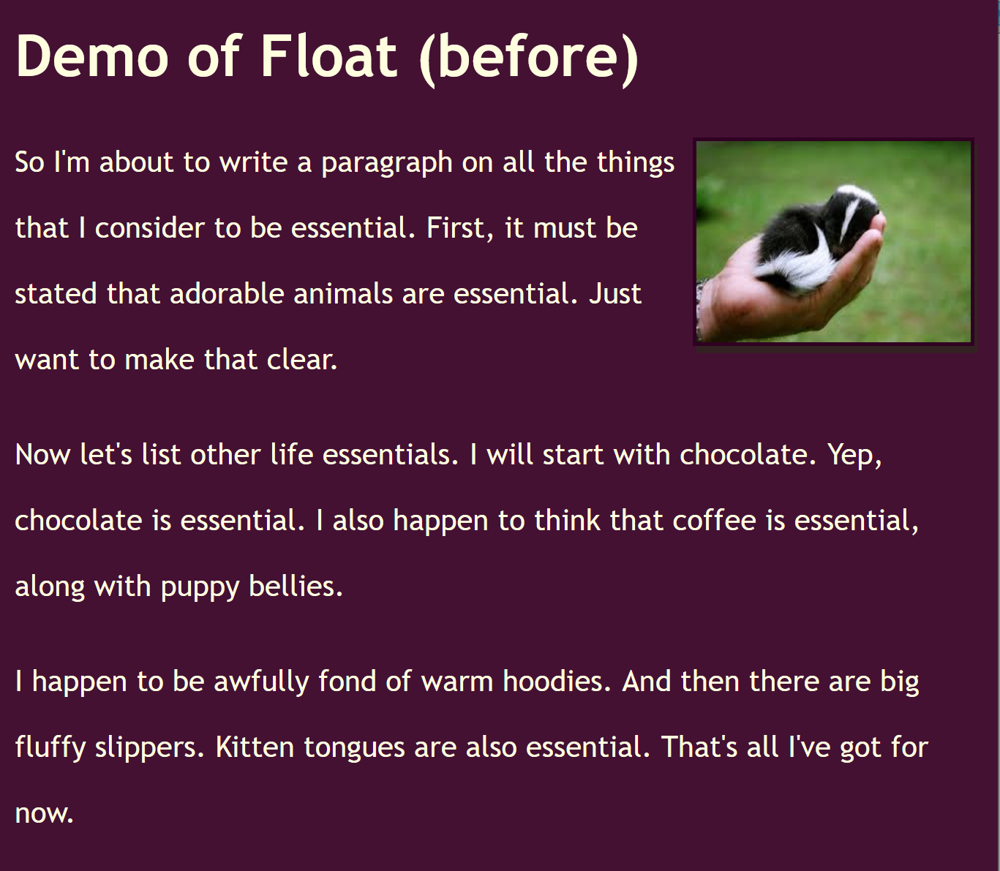 Demo of Float (before)
So I'm about to write a paragraph on all the things
that I consider to be essential. First, it must be
stated that adorable animals are essential. Just
want to make that clear.
Now let's list other life essentials. I will start with chocolate. Yep,
chocolate is essential. I also happen to think that coffee is essential,
along with puppy bellies.
I happen to be awfully fond of warm hoodies. And then there are big
fluffy slippers. Kitten tongues are also essential. That's all I've got for
now.